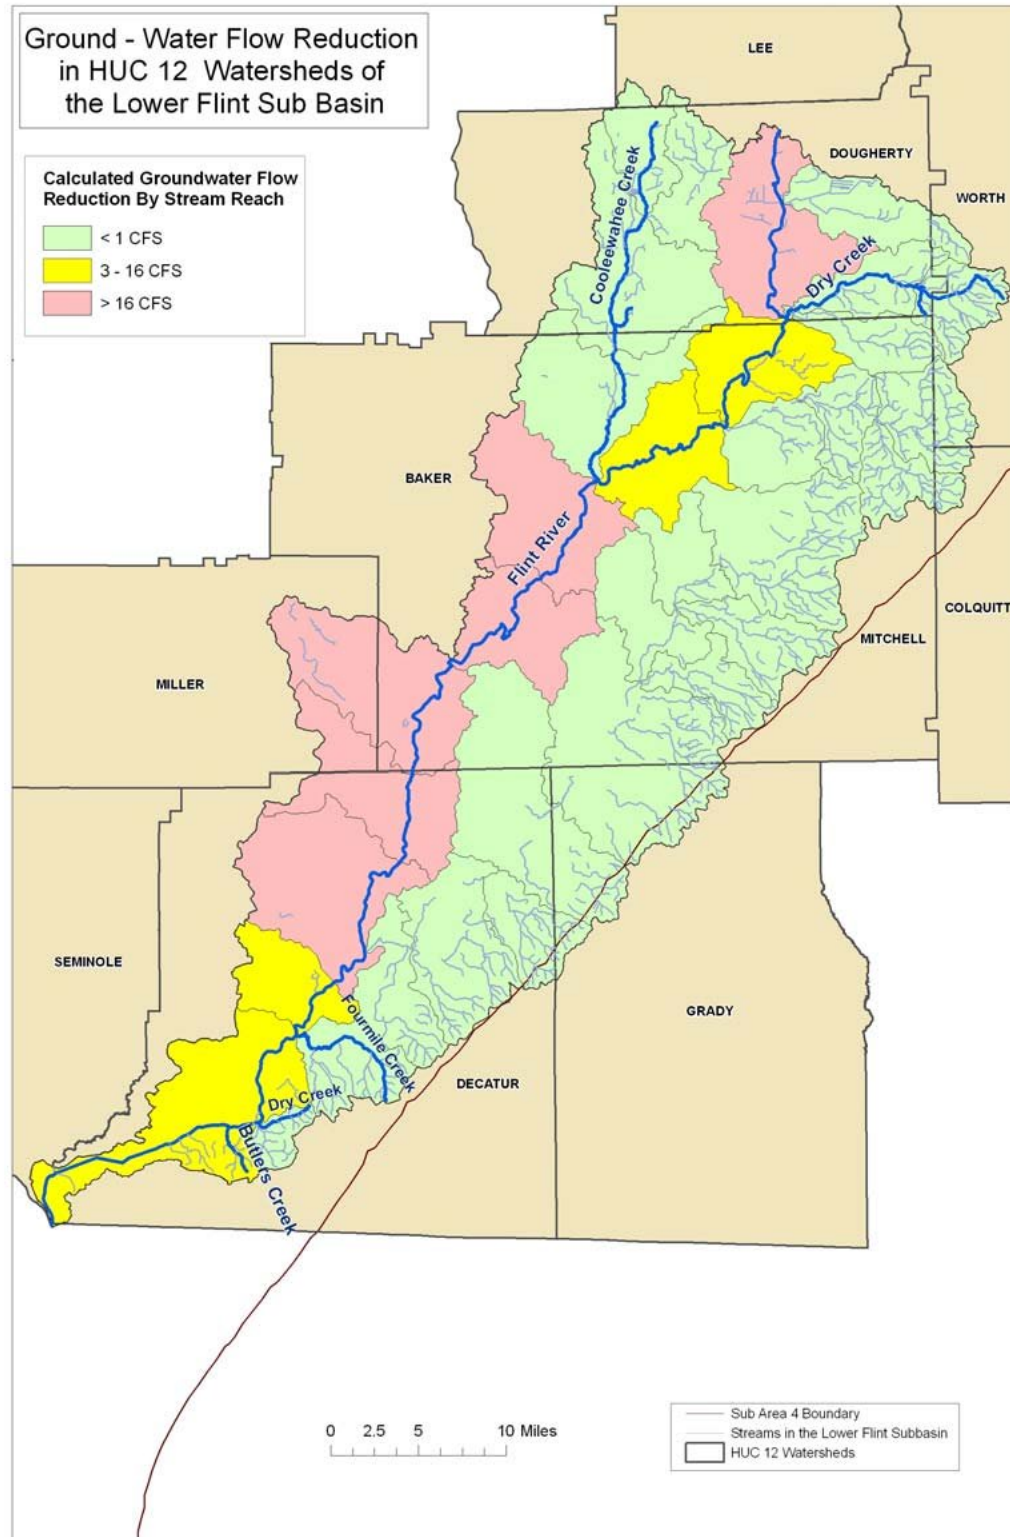 Ground - Water Flow Reduction
in HUC 12 Watersheds of
the Lower Flint Sub Basin
Calculated Groundwater Flow
Reduction By Stream Reach
< 1 CFS
3 - 16 CFS
> 16 CFS
LEE
DOUGHERTY
WORTH
Cooleewahee Creek
Dry Creek
BAKER
Flint River
COLQUITT
MITCHELL
MILLER
SEMINOLE
GRADY
Fourmile Creek
DECATUR
Dry Creek
Butlers Creek
0 2.5 5 10 Miles
Sub Area 4 Boundary
Streams in the Lower Flint Subbasin
HUC 12 Watersheds